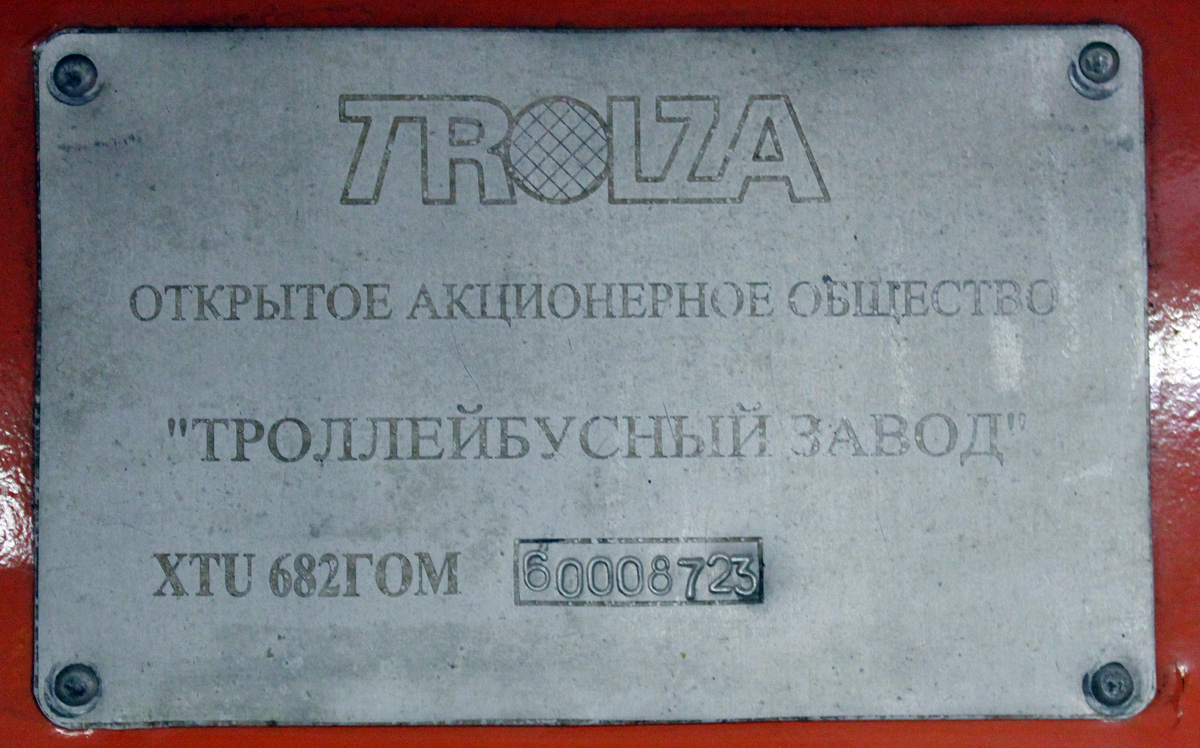 TROLZA
ОТКРЫТОЕ АКЦИОНЕРНОЕ ОБЩЕСТВО
"ТРОЛЛЕЙБУСНЫЙ ЗАВОД"
XTU 682ГОМ 60008723